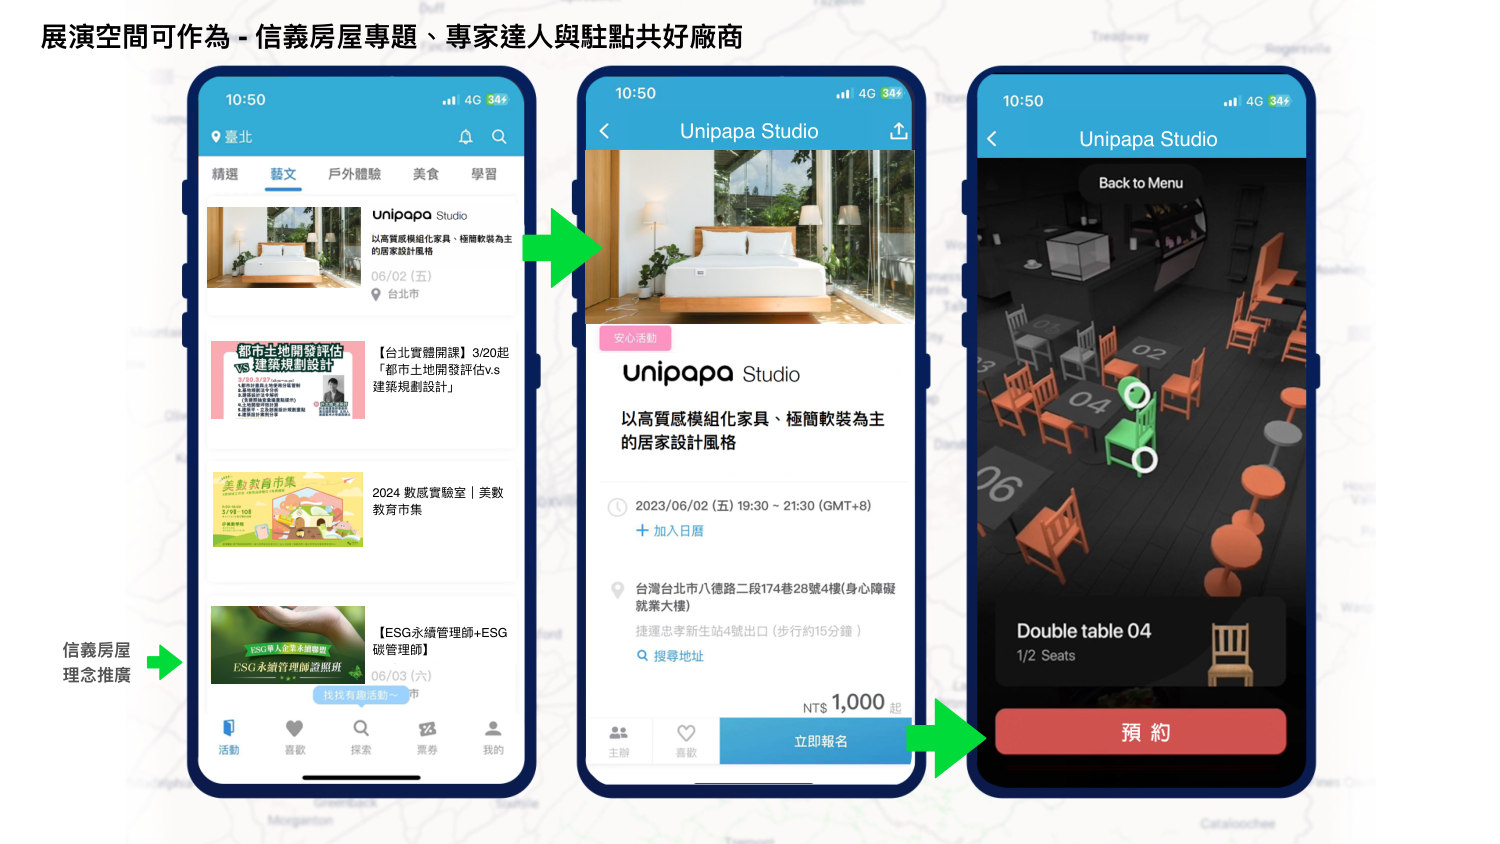 展演空間可作為 - 信義房屋專題、專家達人與駐點共好廠商
10:50
4G 34
臺北
精選 藝文 戶外體驗 美食 學習
unipapa Studio
以高質感模組化家具、極簡軟裝為主
的居家設計風格
06/02 (五)
台北市
都市土地開發評估
VS 建築規劃設計
【台北實體開課】3/20起
「都市土地開發評估v.s
建築規劃設計」
美數教育市集
2024 數感實驗室｜美數
教育市集
ESG華人企業永續聯盟
ESG永續管理師證照班
【ESG永續管理師+ESG
碳管理師】
06/03 (六)
市
找找有趣活動～
活動 喜歡 探索 票券 我的
信義房屋
理念推廣
10:50
4G 34
Unipapa Studio
安心活動
unipapa Studio
以高質感模組化家具、極簡軟裝為主
的居家設計風格
2023/06/02 (五) 19:30 ~ 21:30 (GMT+8)
加入日曆
台灣台北市八德路二段174巷28號4樓(身心障礙
就業大樓)
捷運忠孝新生站4號出口 (步行約15分鐘 )
搜尋地址
NT$ 1,000 起
主辦 喜歡 立即報名
10:50
4G 34
Unipapa Studio
Back to Menu
02
04
06
Double table 04
1/2 Seats
預約